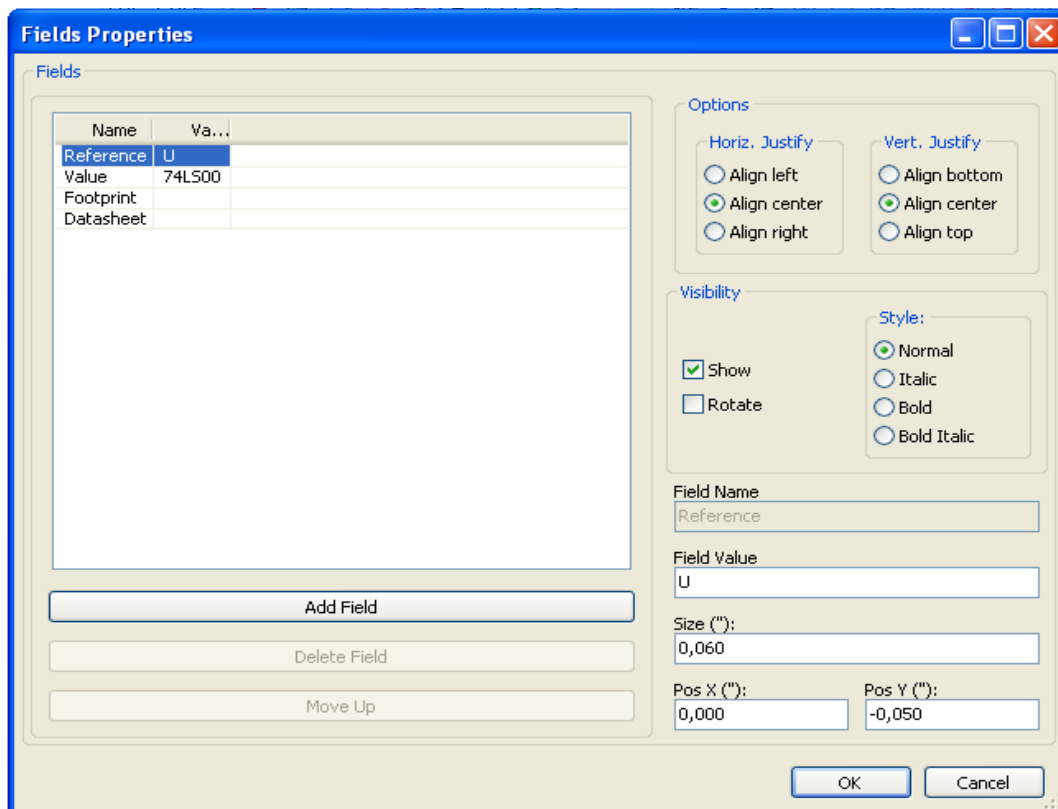 Fields Properties
Fields
Name Va...
Reference U
Value 74LS00
Footprint
Datasheet
Add Field
Delete Field
Move Up
Options
Horiz. Justify
Align left
Align center
Align right
Vert. Justify
Align bottom
Align center
Align top
Visibility
Show
Rotate
Style:
Normal
Italic
Bold
Bold Italic
Field Name
Reference
Field Value
U
Size ("):
0,060
Pos X ("): Pos Y ("):
0,000 -0,050
OK Cancel